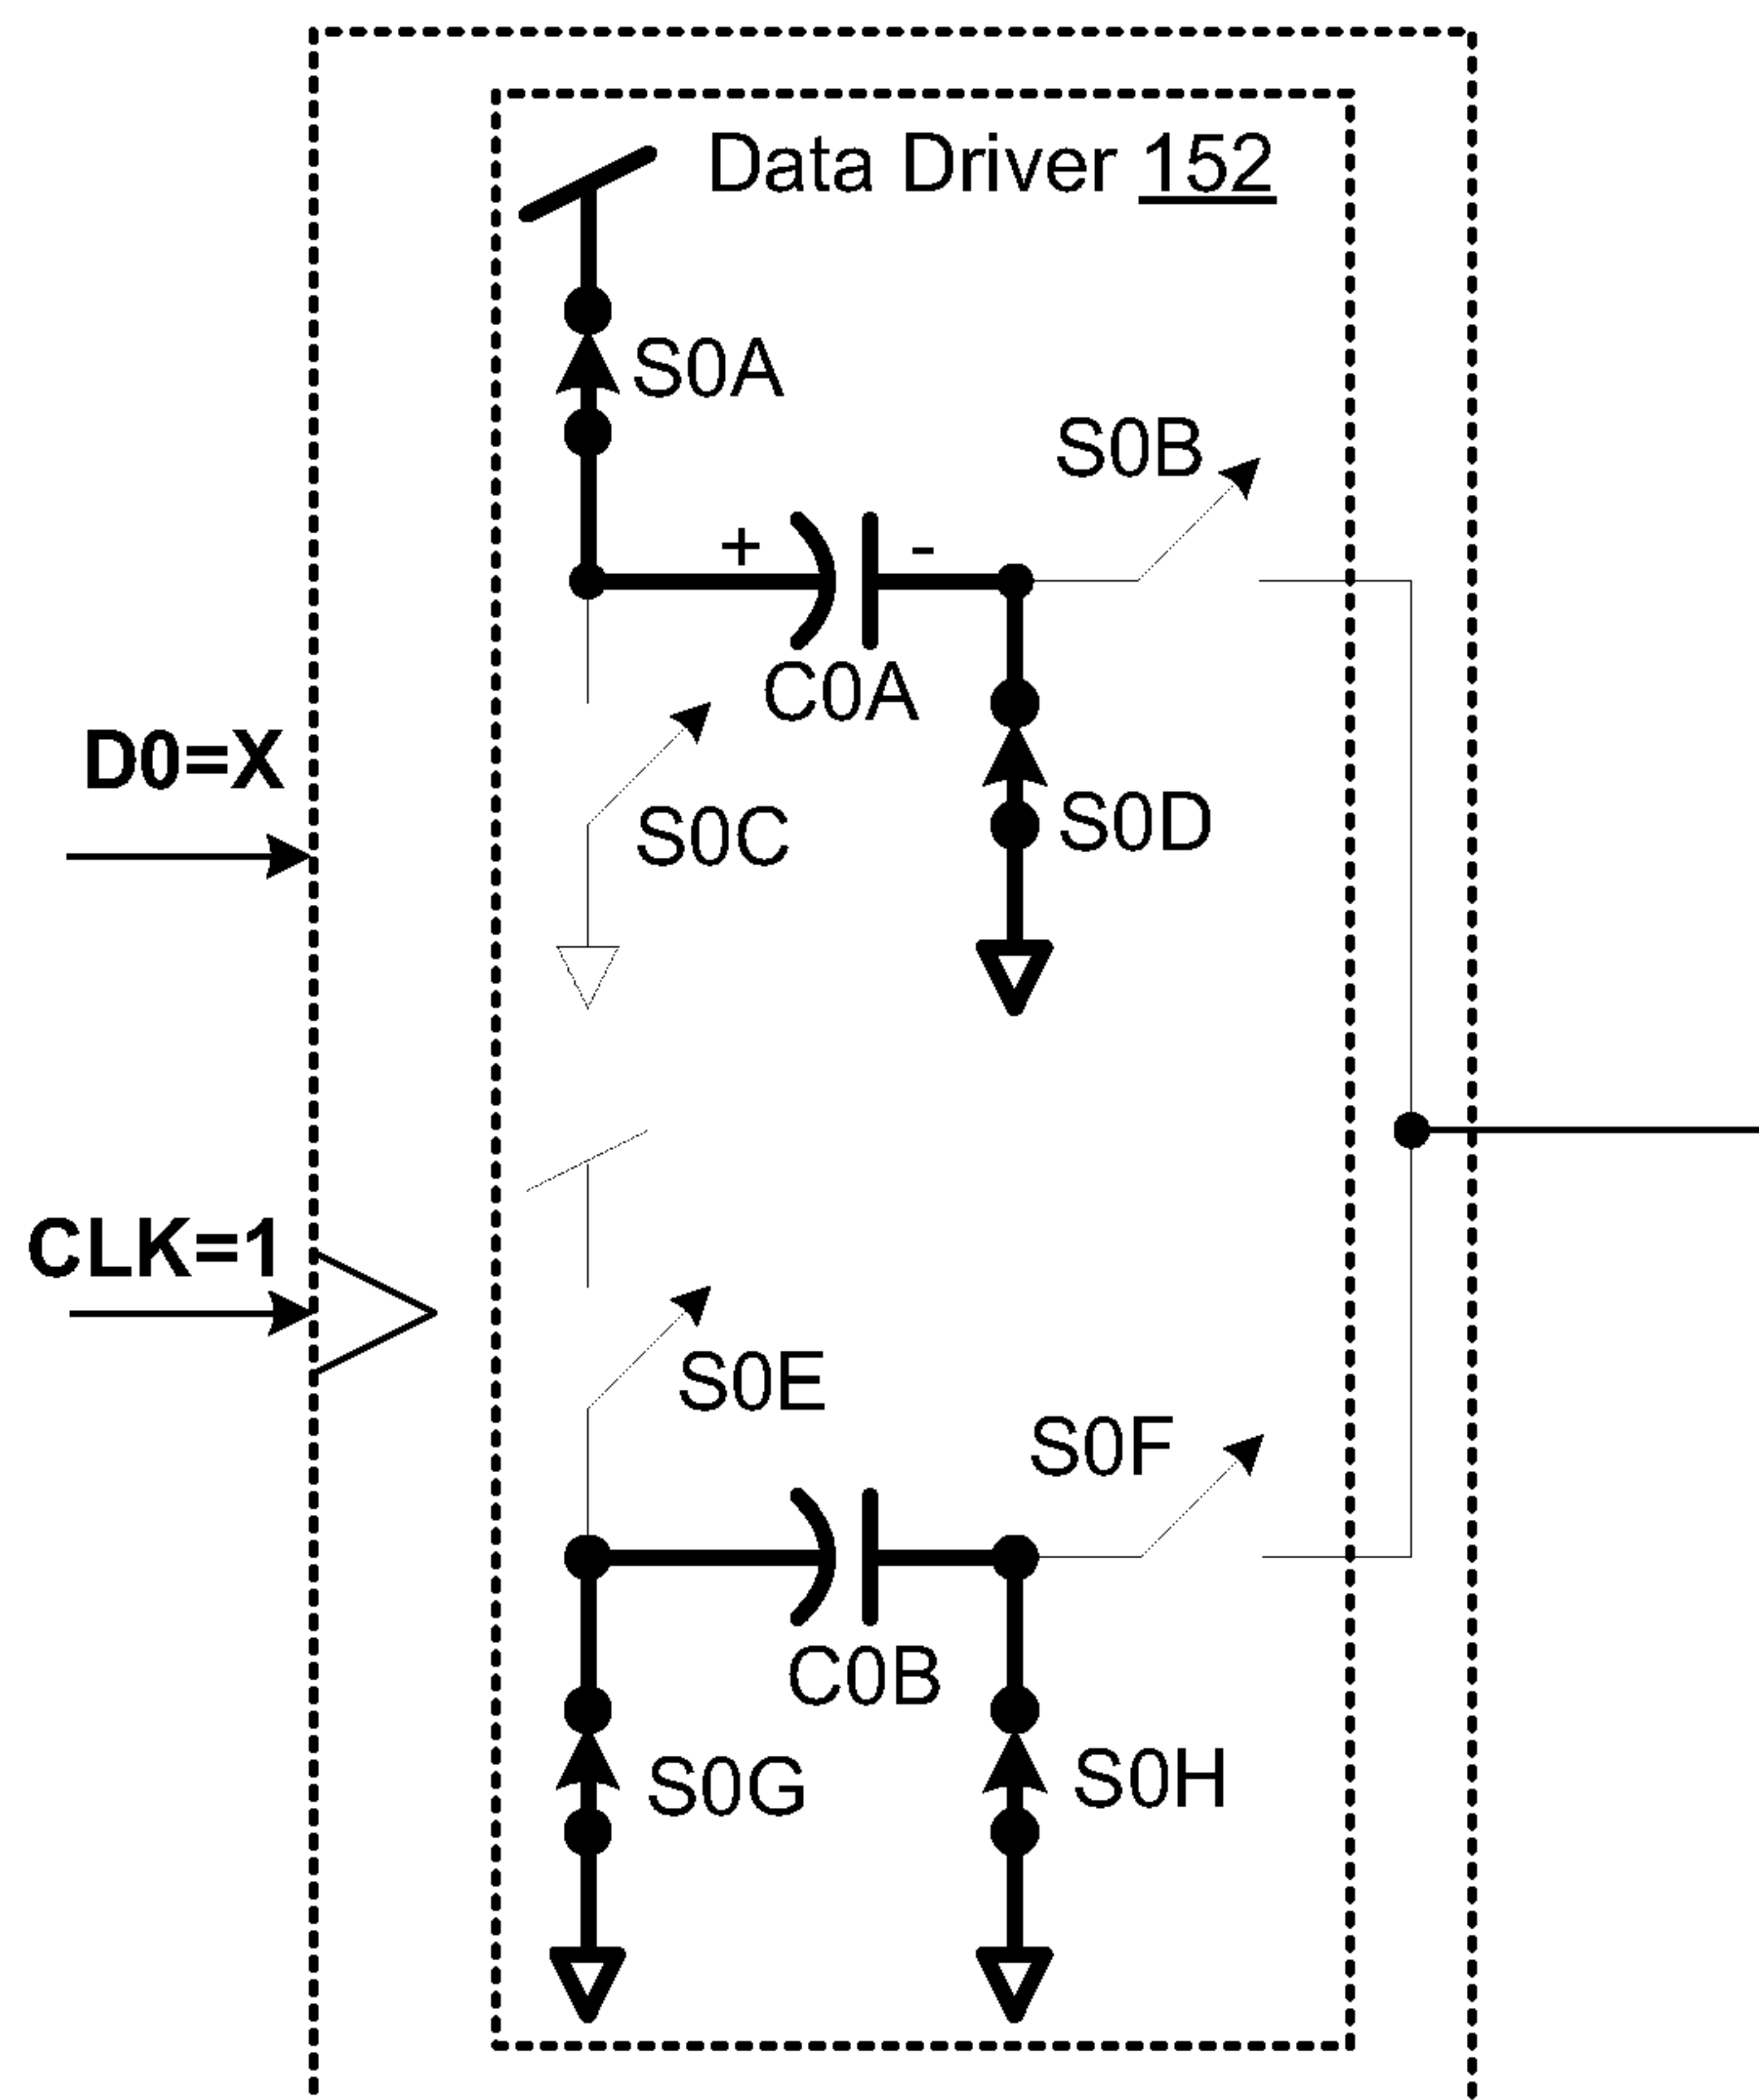 Data Driver 152
S0A
S0B
+ -
C0A
D0=X
S0C
S0D
CLK=1
S0E
S0F
C0B
S0G
S0H